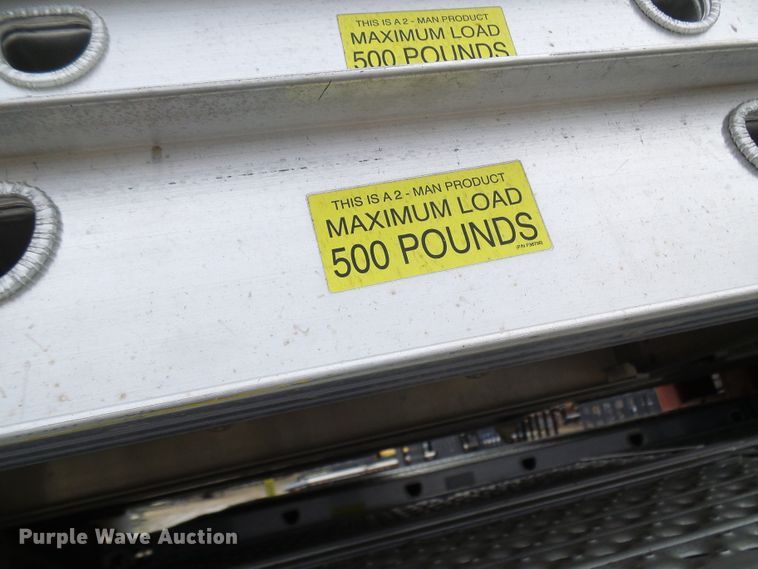 THIS IS A 2 - MAN PRODUCT
MAXIMUM LOAD
500 POUNDS
THIS IS A 2 - MAN PRODUCT
MAXIMUM LOAD
500 POUNDS
Purple Wave Auction